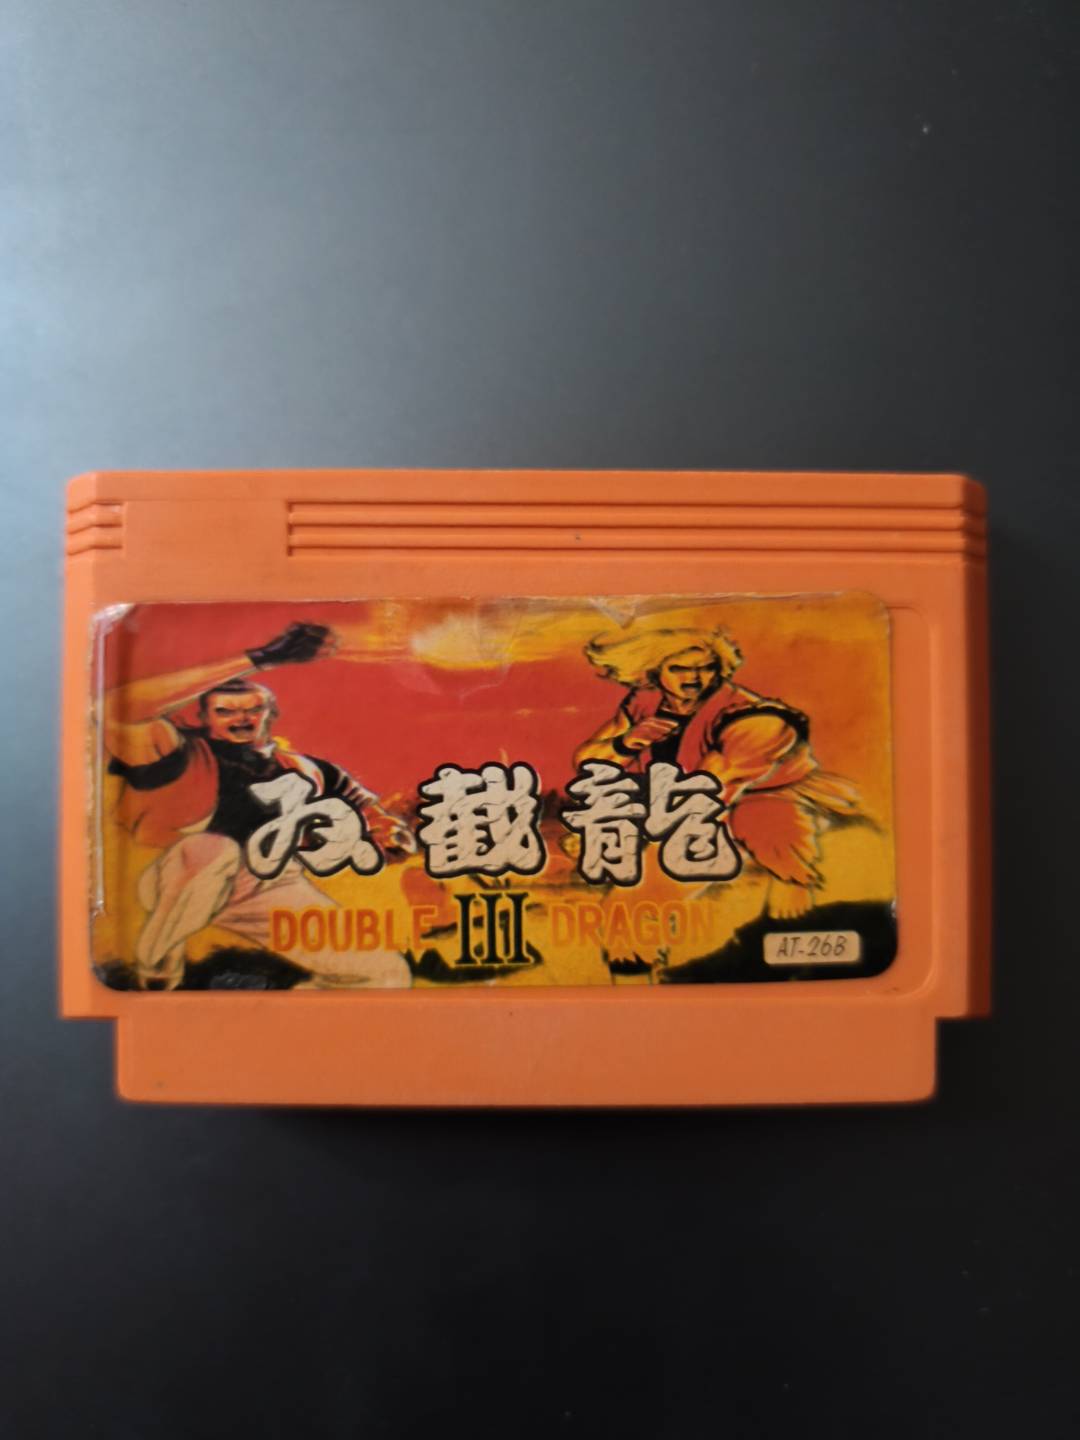 双截龍
DOUBLE III DRAGON
AT-26B